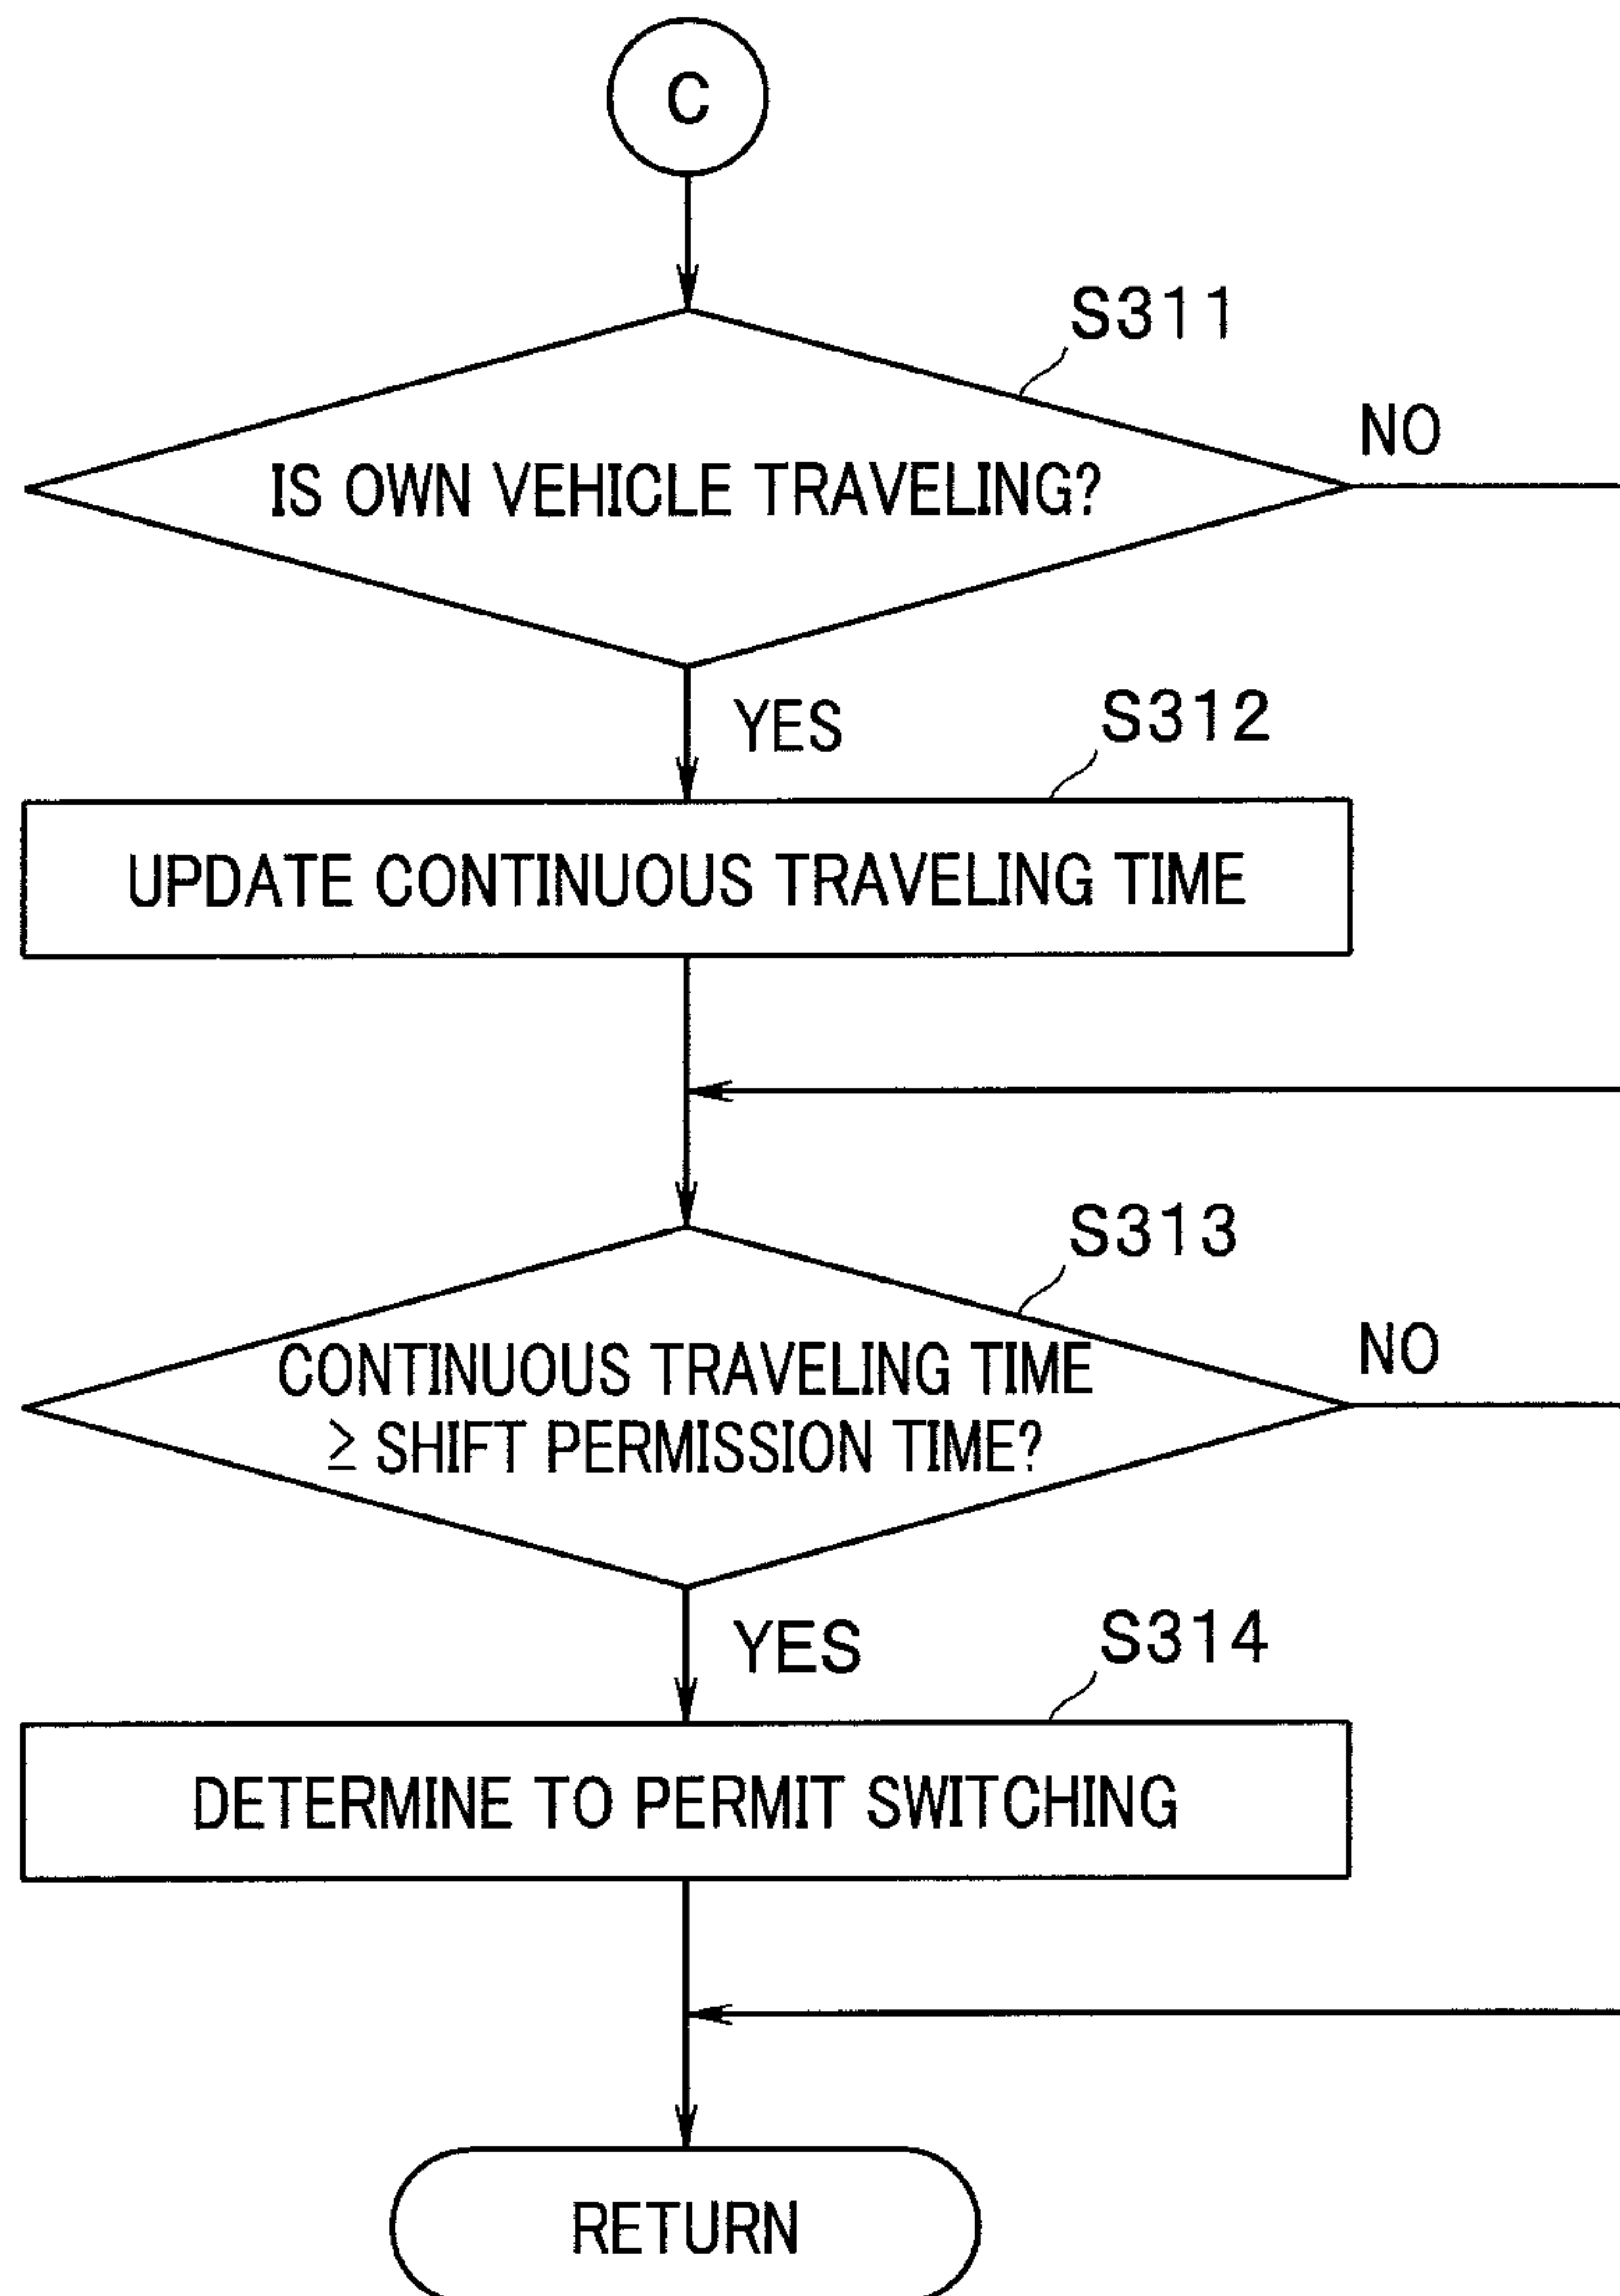 C
S311
NO
IS OWN VEHICLE TRAVELING?
YES
S312
UPDATE CONTINUOUS TRAVELING TIME
S313
NO
CONTINUOUS TRAVELING TIME
≥ SHIFT PERMISSION TIME?
YES
S314
DETERMINE TO PERMIT SWITCHING
RETURN